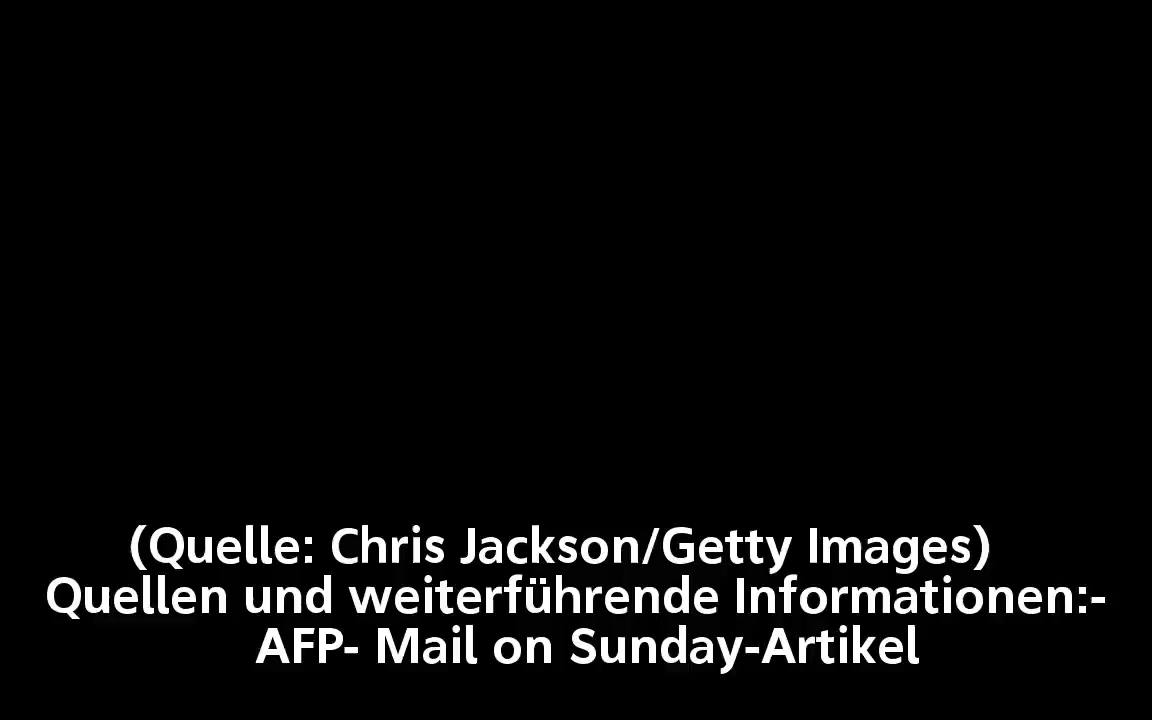 (Quelle: Chris Jackson/Getty Images)
Quellen und weiterführende Informationen:-
AFP- Mail on Sunday-Artikel